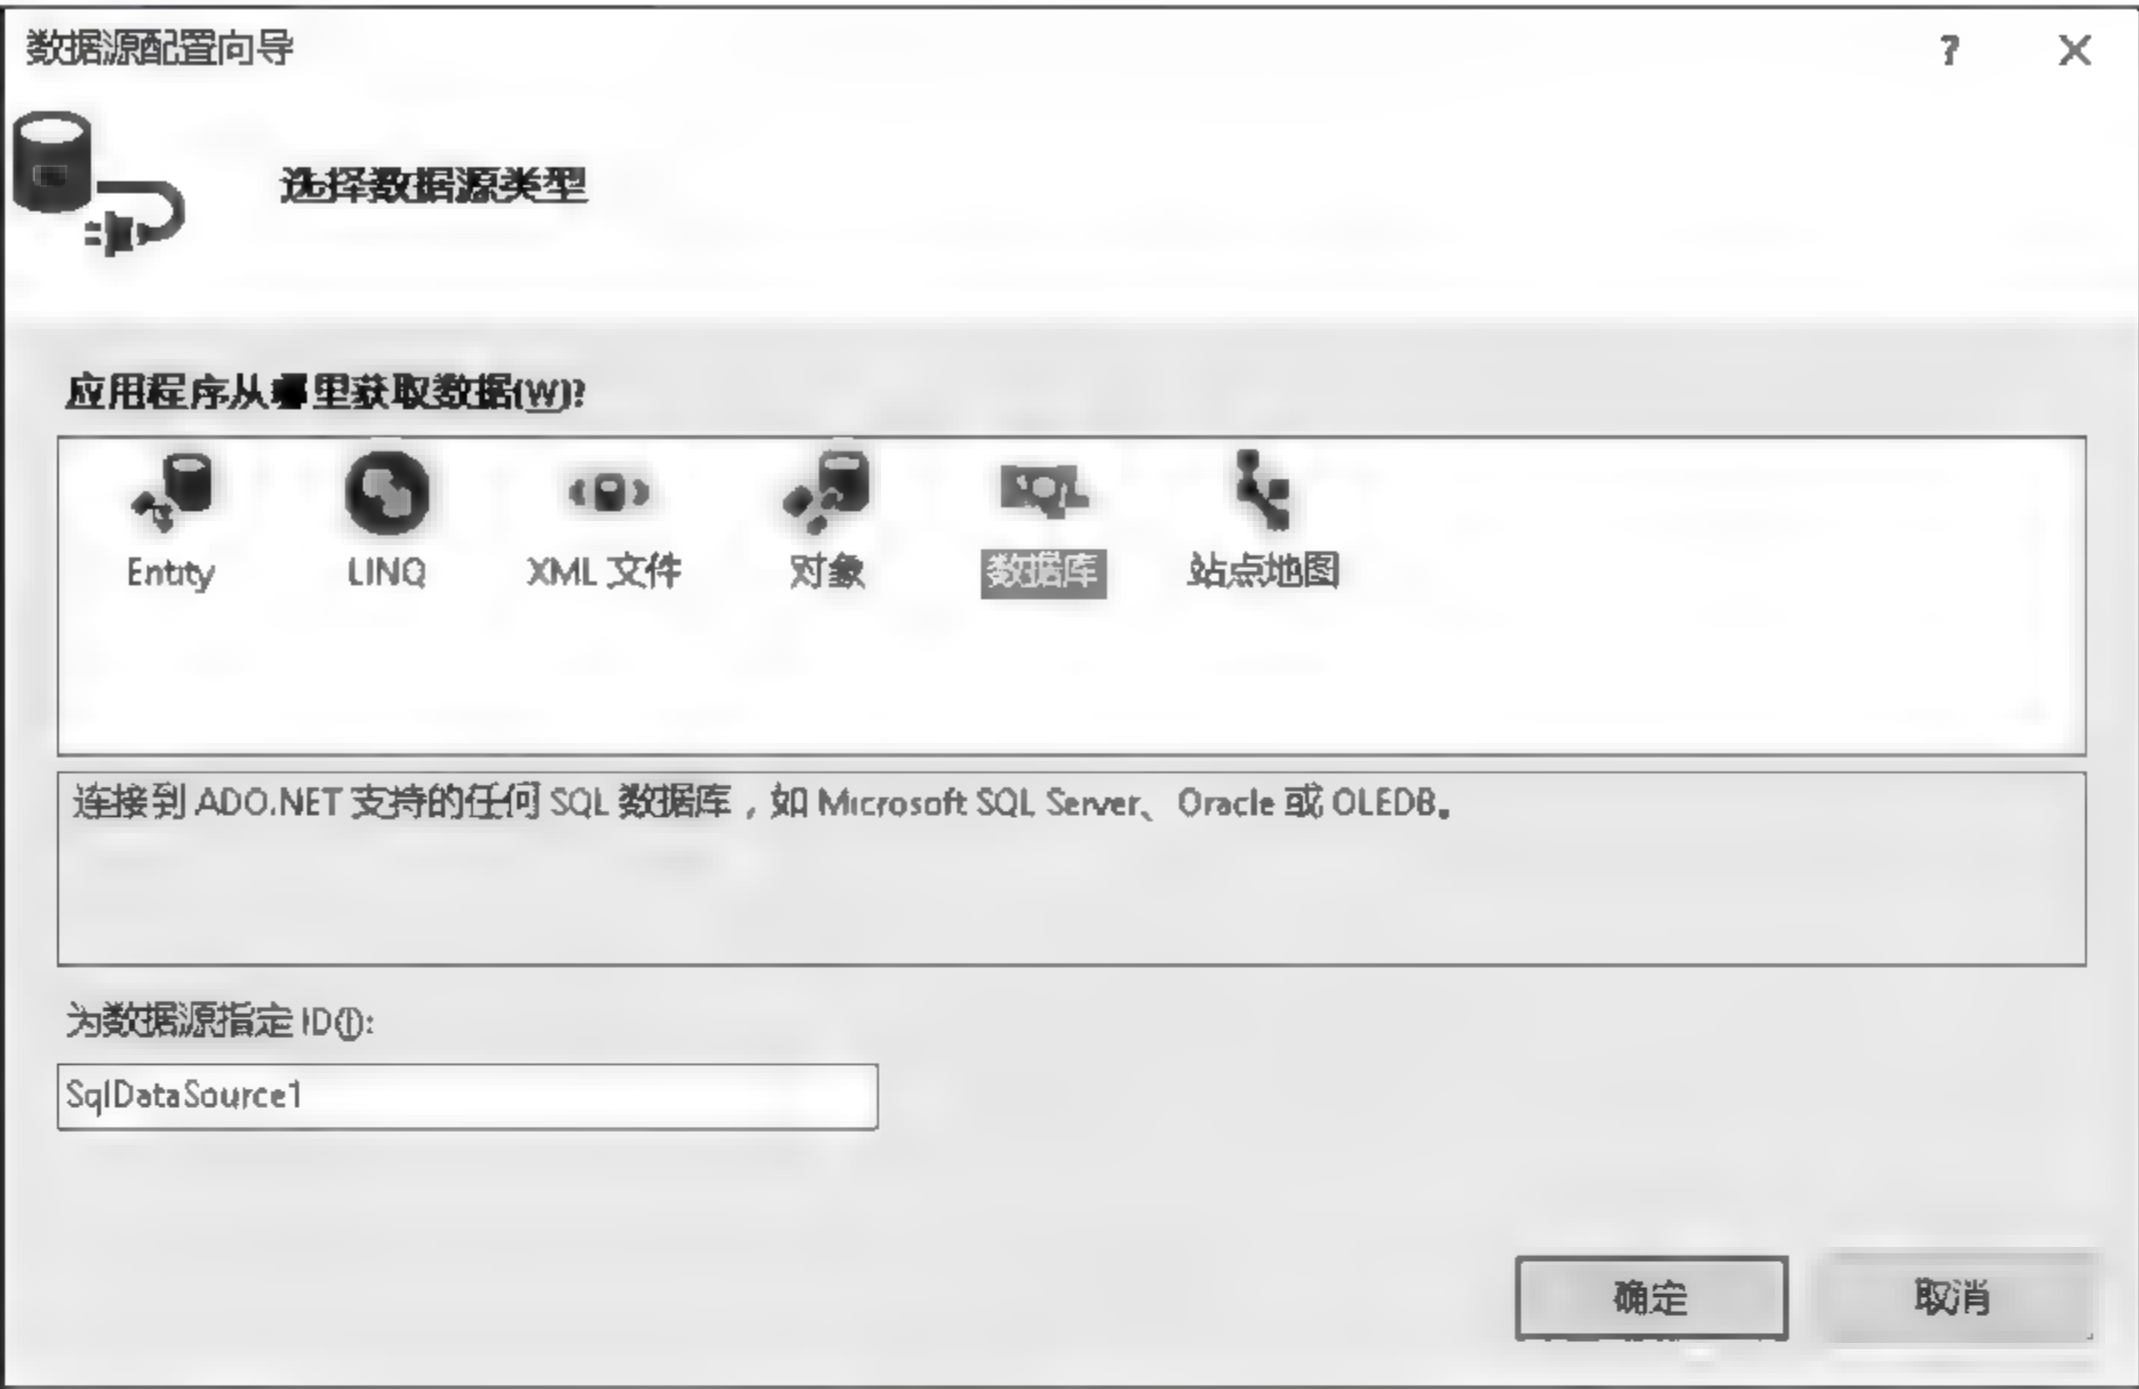 数据源配置向导
?
选择数据源类型
应用程序从哪里获取数据(W)?
Entity LINQ XML 文件 对象 数据库 站点地图
连接到 ADO.NET 支持的任何 SQL 数据库，如 Microsoft SQL Server、Oracle 或 OLEDB。
为数据源指定 ID(I):
SqlDataSource1
确定 取消